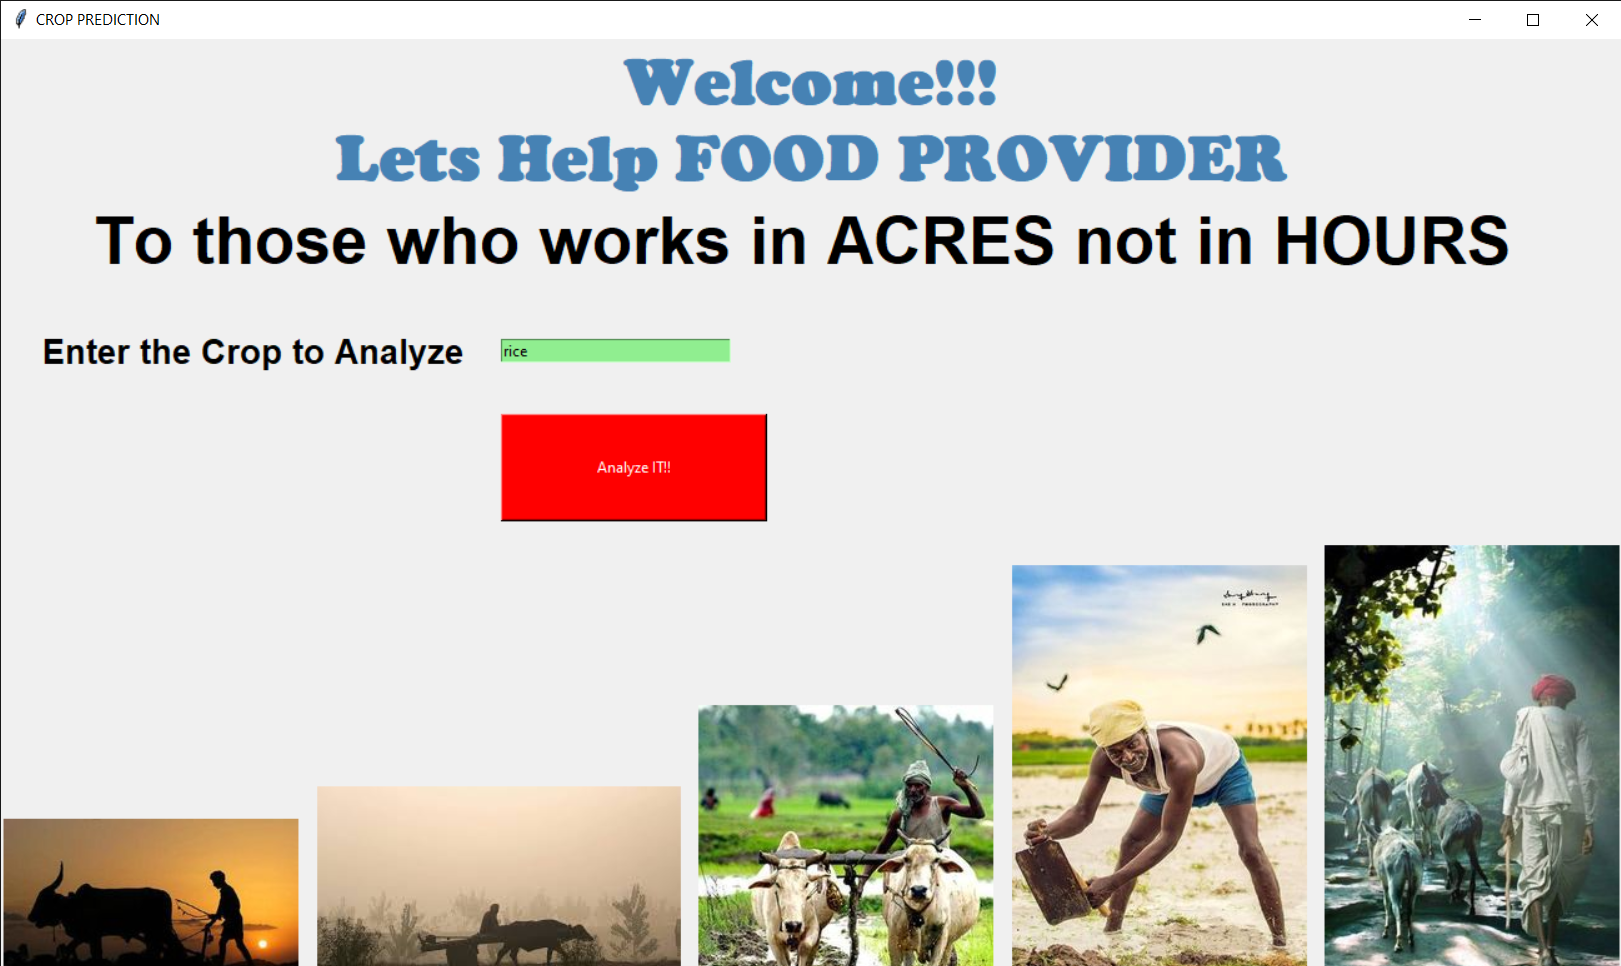 CROP PREDICTION
Welcome!!!
Lets Help FOOD PROVIDER
To those who works in ACRES not in HOURS
Enter the Crop to Analyze
rice
Analyze IT!!